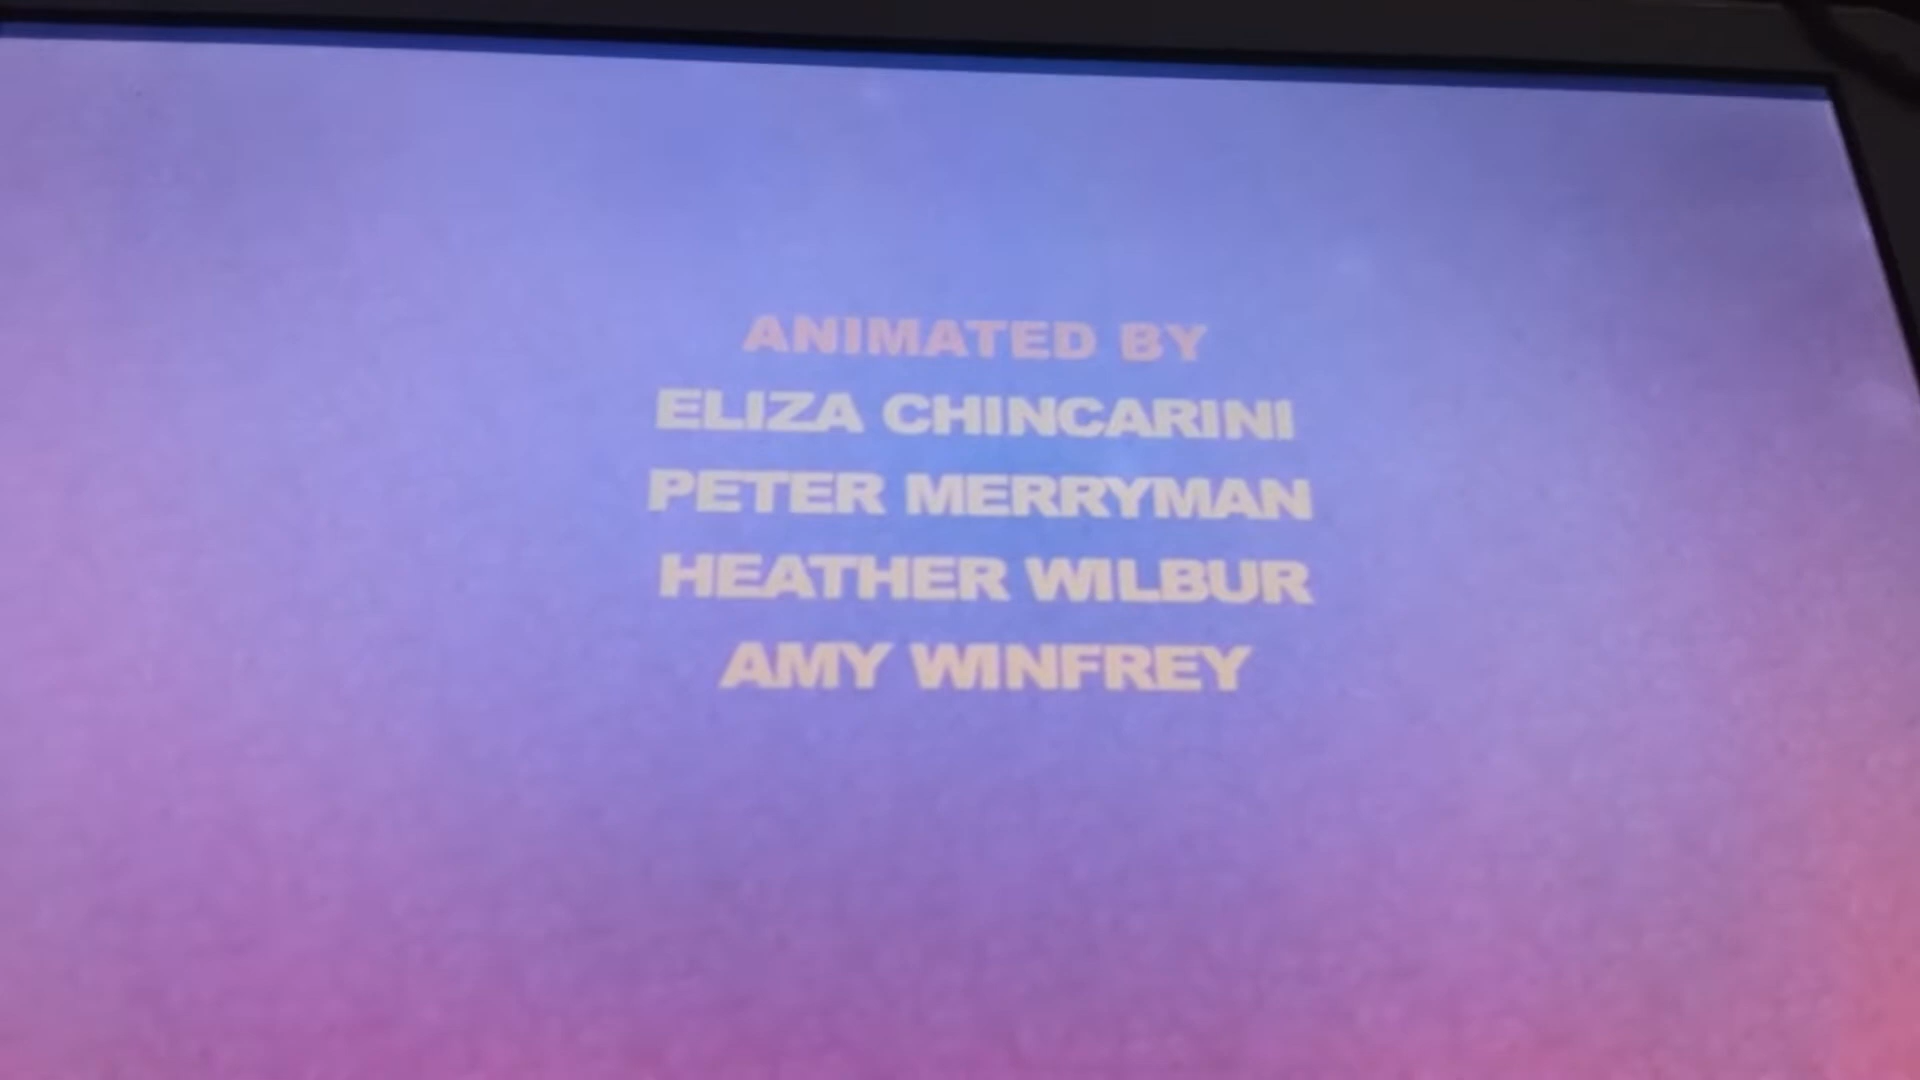 ANIMATED BY
ELIZA CHINCARINI
PETER MERRYMAN
HEATHER WILBUR
AMY WINFREY